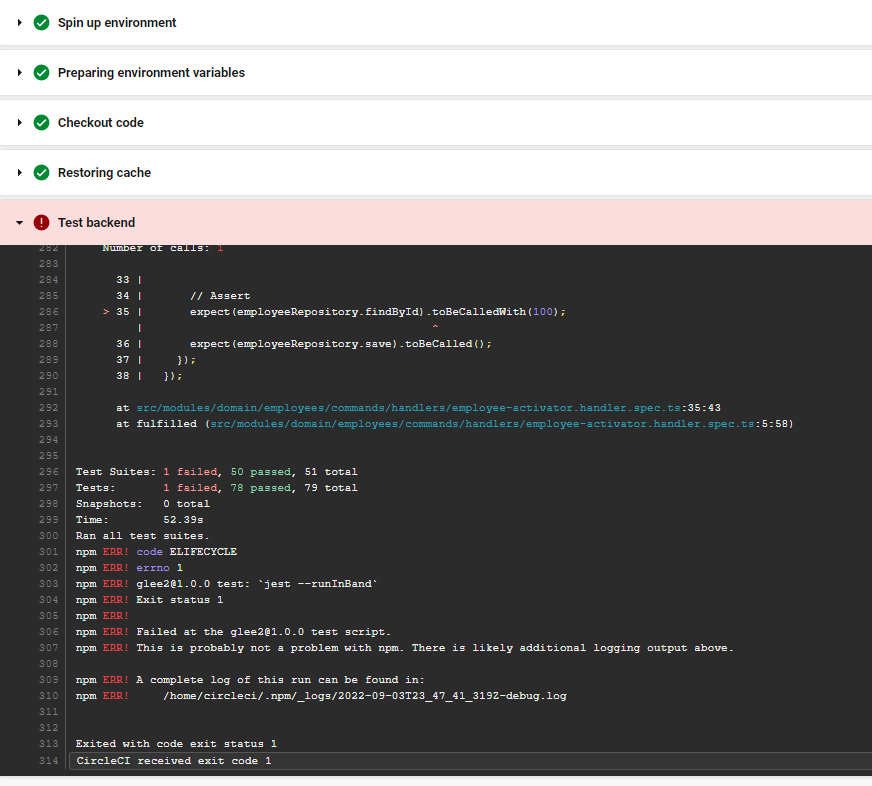 Spin up environment
Preparing environment variables
Checkout code
Restoring cache
Test backend
282 Number of calls: 1
283
284 33 |
285 34 | // Assert
286 > 35 | expect(employeeRepository.findById).toBeCalledWith(100);
287 | ^
288 36 | expect(employeeRepository.save).toBeCalled();
289 37 | });
290 38 | });
291
292 at src/modules/domain/employees/commands/handlers/employee-activator.handler.spec.ts:35:43
293 at fulfilled (src/modules/domain/employees/commands/handlers/employee-activator.handler.spec.ts:5:58)
294
295
296 Test Suites: 1 failed, 50 passed, 51 total
297 Tests: 1 failed, 78 passed, 79 total
298 Snapshots: 0 total
299 Time: 52.39s
300 Ran all test suites.
301 npm ERR! code ELIFECYCLE
302 npm ERR! errno 1
303 npm ERR! glee2@1.0.0 test: `jest --runInBand`
304 npm ERR! Exit status 1
305 npm ERR!
306 npm ERR! Failed at the glee2@1.0.0 test script.
307 npm ERR! This is probably not a problem with npm. There is likely additional logging output above.
308
309 npm ERR! A complete log of this run can be found in:
310 npm ERR! /home/circleci/.npm/_logs/2022-09-03T23_47_41_319Z-debug.log
311
312
313 Exited with code exit status 1
314 CircleCI received exit code 1